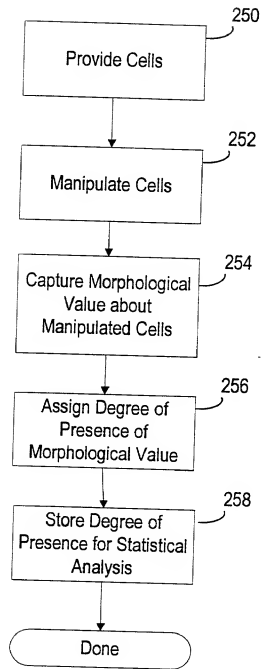 250
Provide Cells
252
Manipulate Cells
254
Capture Morphological
Value about
Manipulated Cells
256
Assign Degree of
Presence of
Morphological Value
258
Store Degree of
Presence for Statistical
Analysis
Done